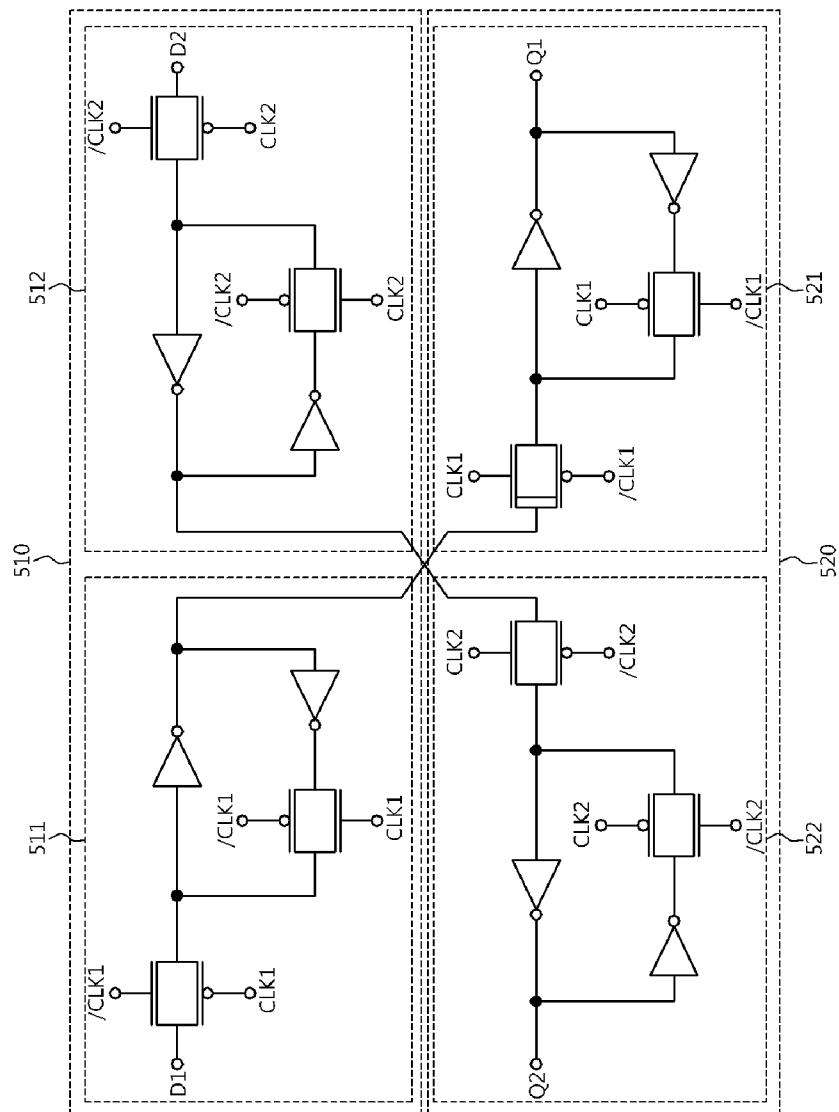 510
511
512
/CLK1
/CLK2
D1
D2
CLK1
CLK2
/CLK1
/CLK2
CLK1
CLK2
CLK2
CLK1
Q2
Q1
/CLK2
/CLK1
CLK2
CLK1
/CLK2
/CLK1
522
521
520